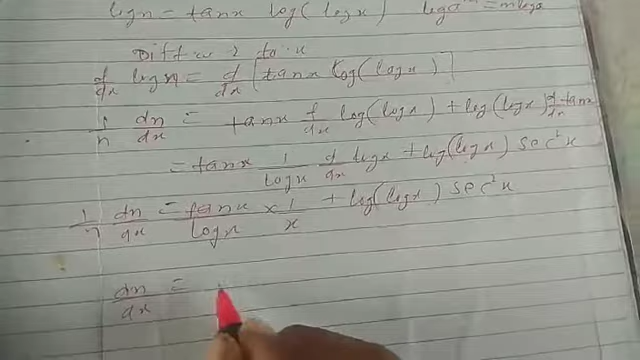 log n = tan x log (log x) log a^m = m log a
Diff w r to x
d/dx log n = d/dx [tan x log (log x)]
1/n dn/dx = tan x d/dx log (log x) + log (log x) d/dx tan x
= tan x 1/log x d/dx log x + log (log x) sec² x
1/n dn/dx = tan x/log x × 1/x + log (log x) sec² x
dn/dx =